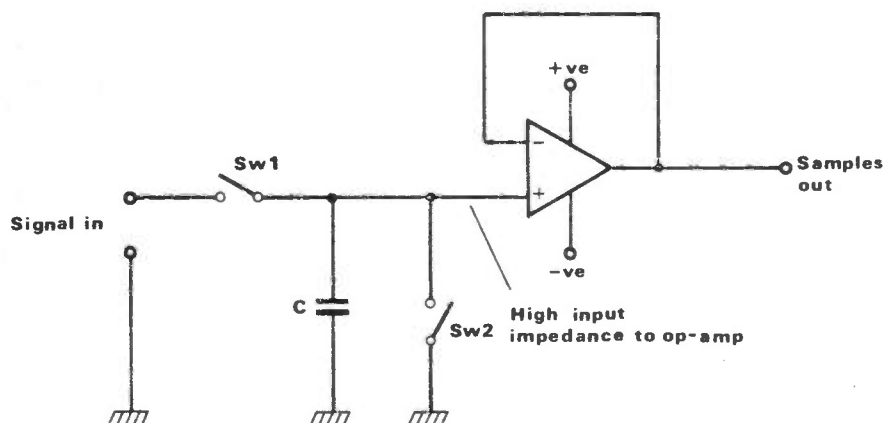 +ve
Sw1
−
Samples
out
+
Signal in
−ve
C
Sw2
High input
impedance to op-amp